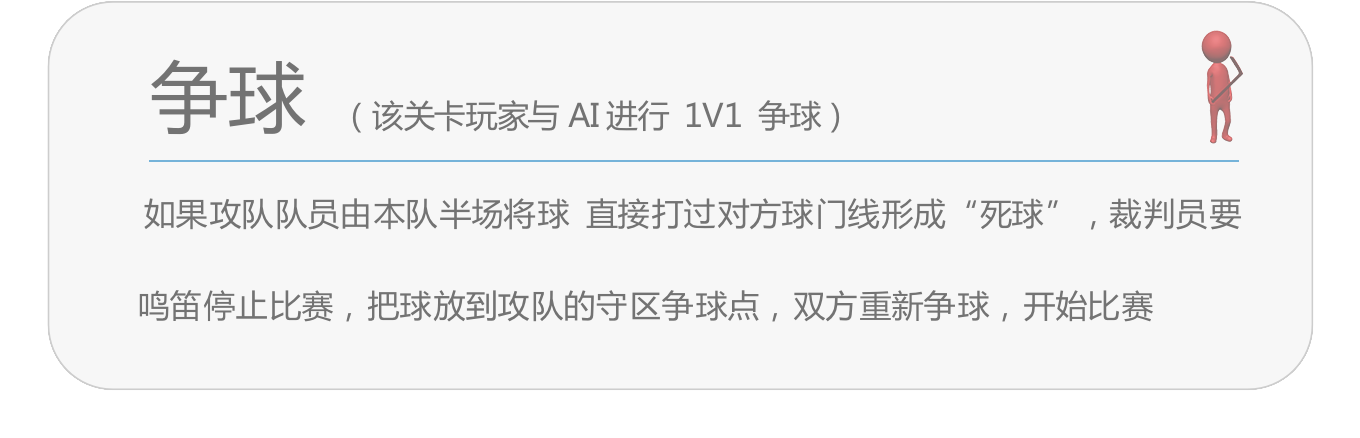 争球 (该关卡玩家与 AI 进行 1V1 争球)
如果攻队队员由本队半场将球 直接打过对方球门线形成“死球”，裁判员要
鸣笛停止比赛，把球放到攻队的守区争球点，双方重新争球，开始比赛